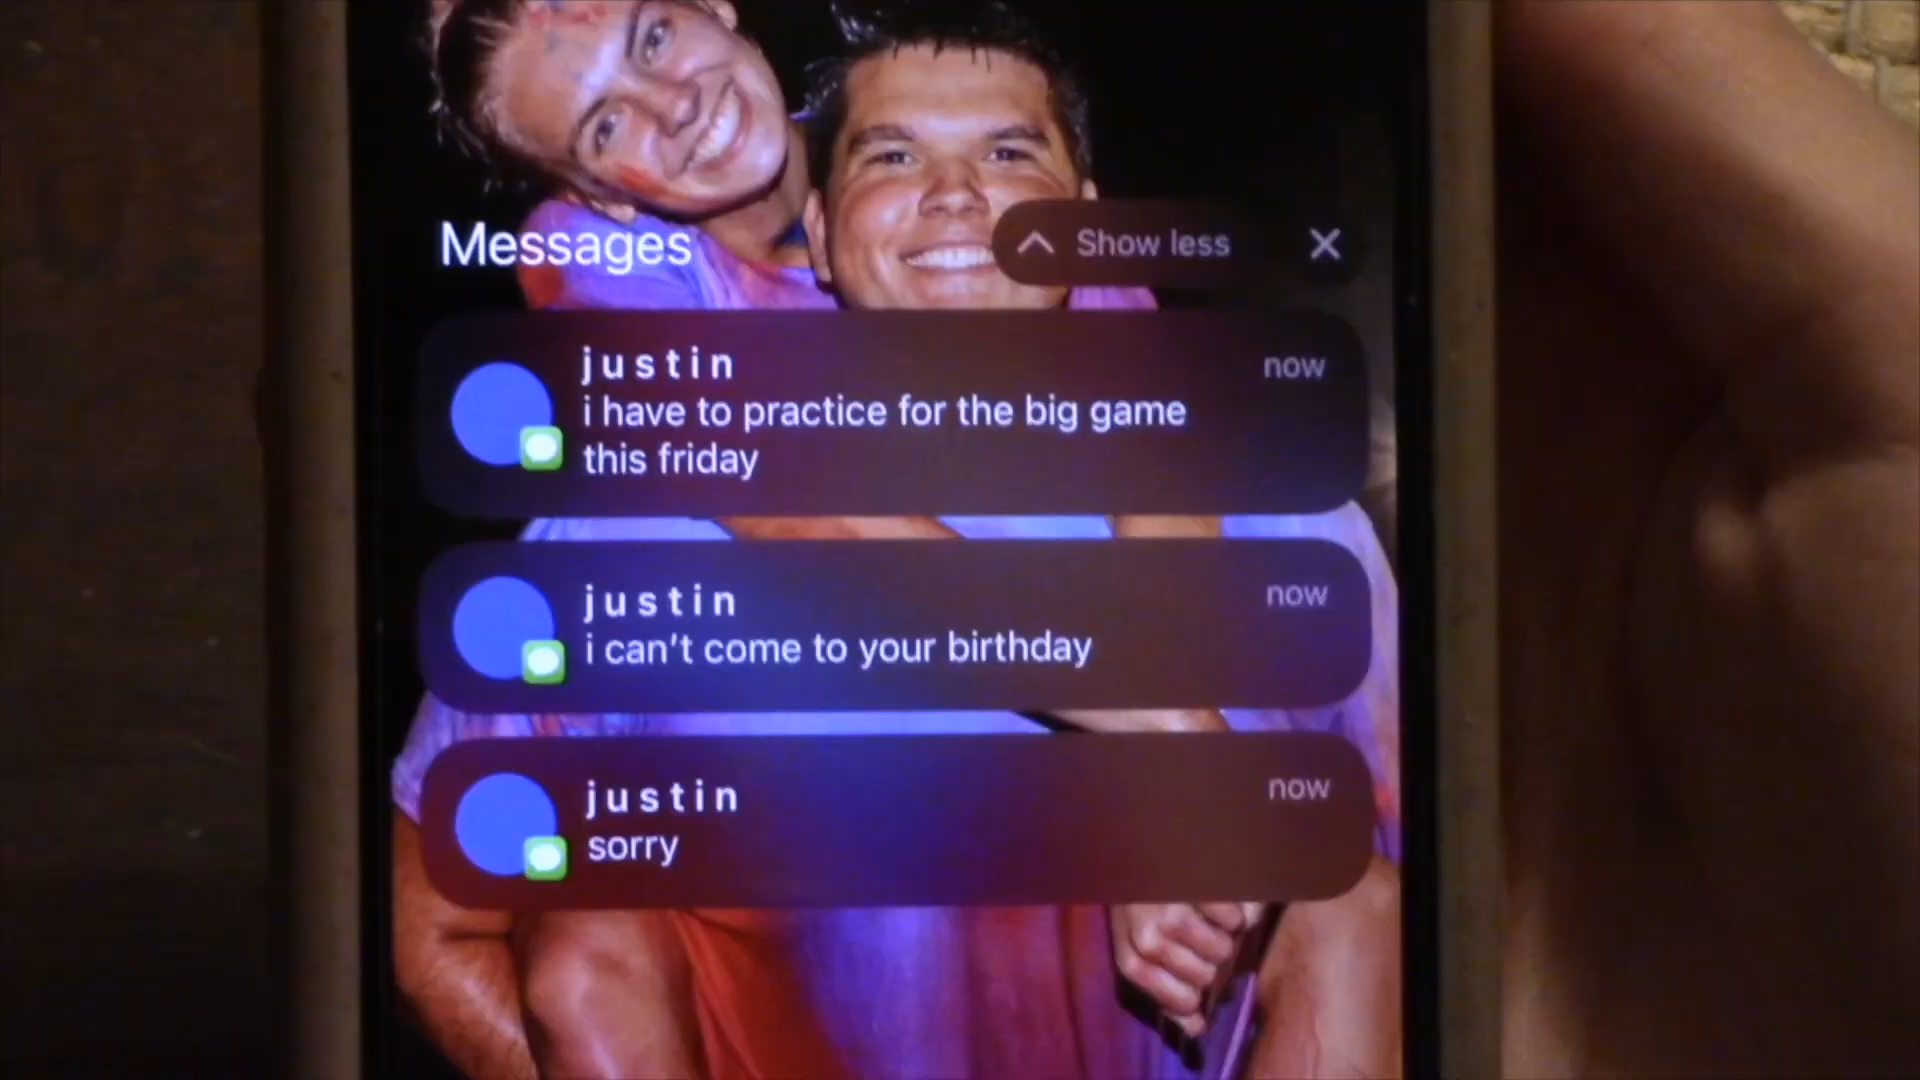 Messages
Show less
justin
now
i have to practice for the big game
this friday
justin
now
i can't come to your birthday
justin
now
sorry